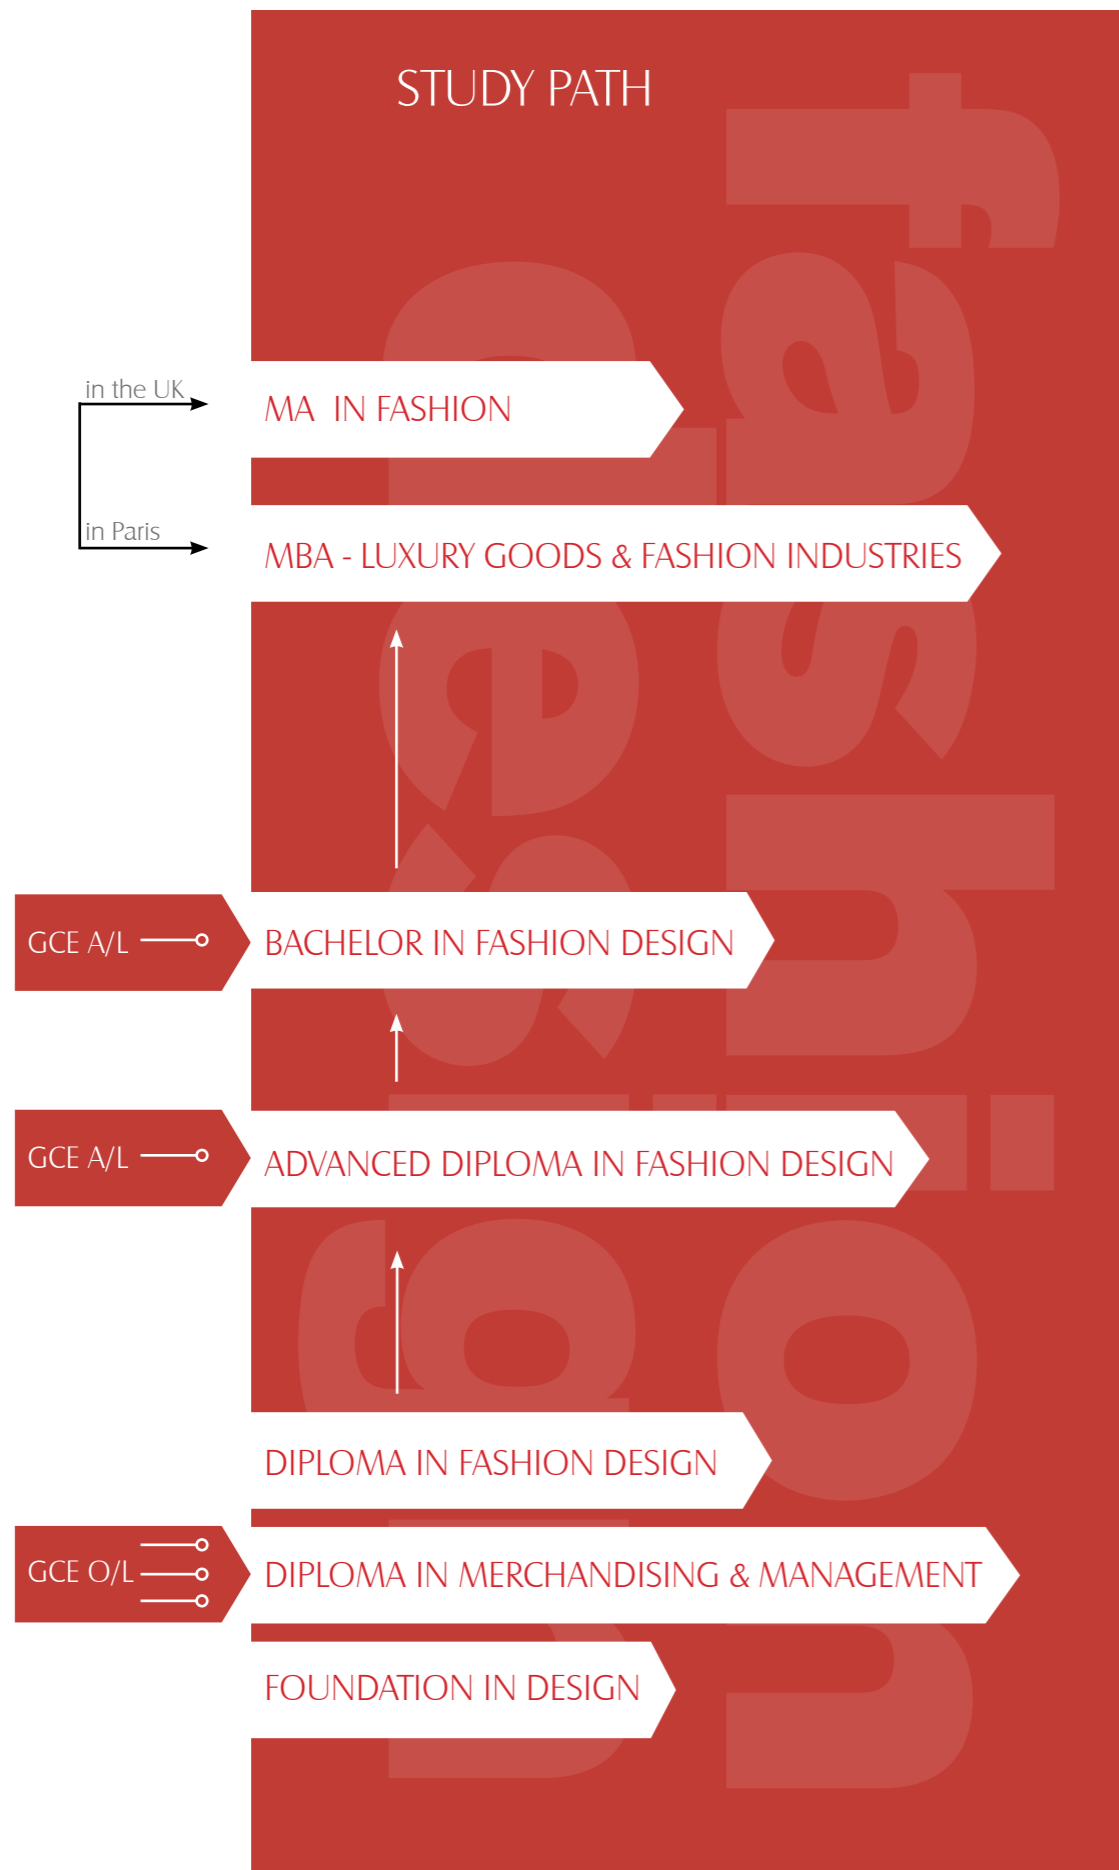 STUDY PATH
in the UK
MA IN FASHION
in Paris
MBA - LUXURY GOODS & FASHION INDUSTRIES
GCE A/L
BACHELOR IN FASHION DESIGN
GCE A/L
ADVANCED DIPLOMA IN FASHION DESIGN
DIPLOMA IN FASHION DESIGN
GCE O/L
DIPLOMA IN MERCHANDISING & MANAGEMENT
FOUNDATION IN DESIGN
fashion
design